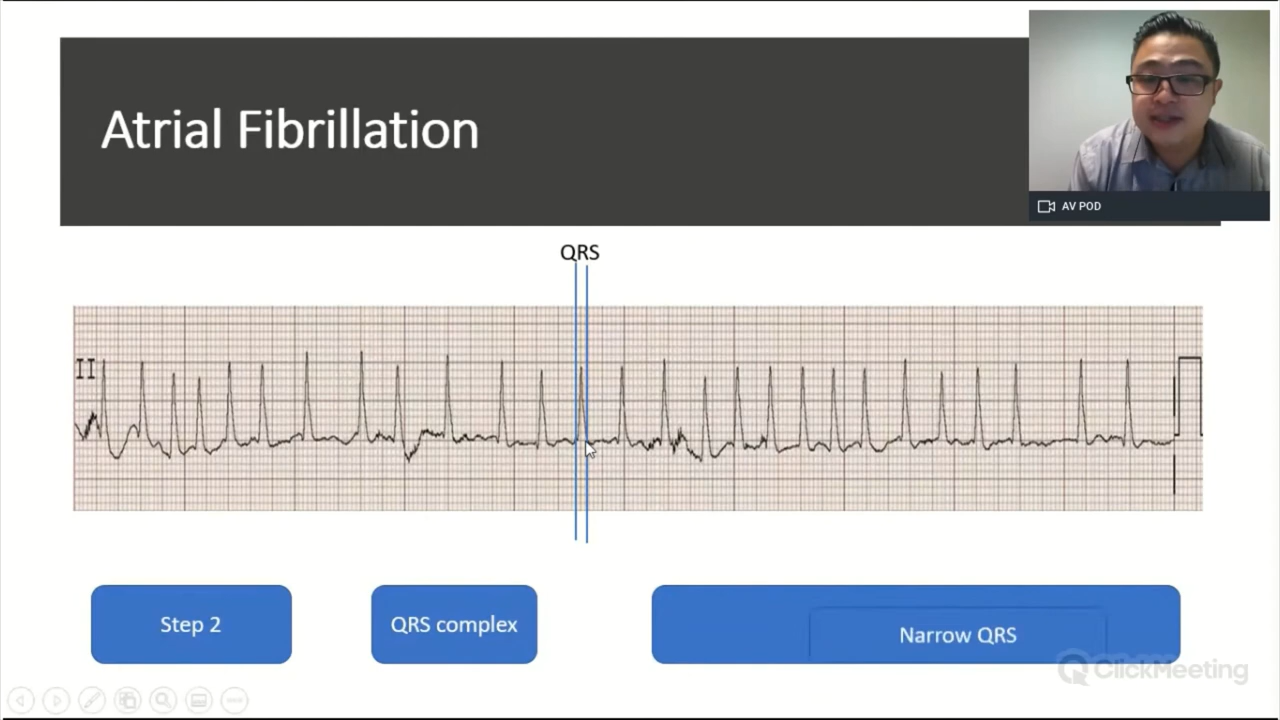 Atrial Fibrillation
AV POD
QRS
II
Step 2
QRS complex
Narrow QRS
ClickMeeting